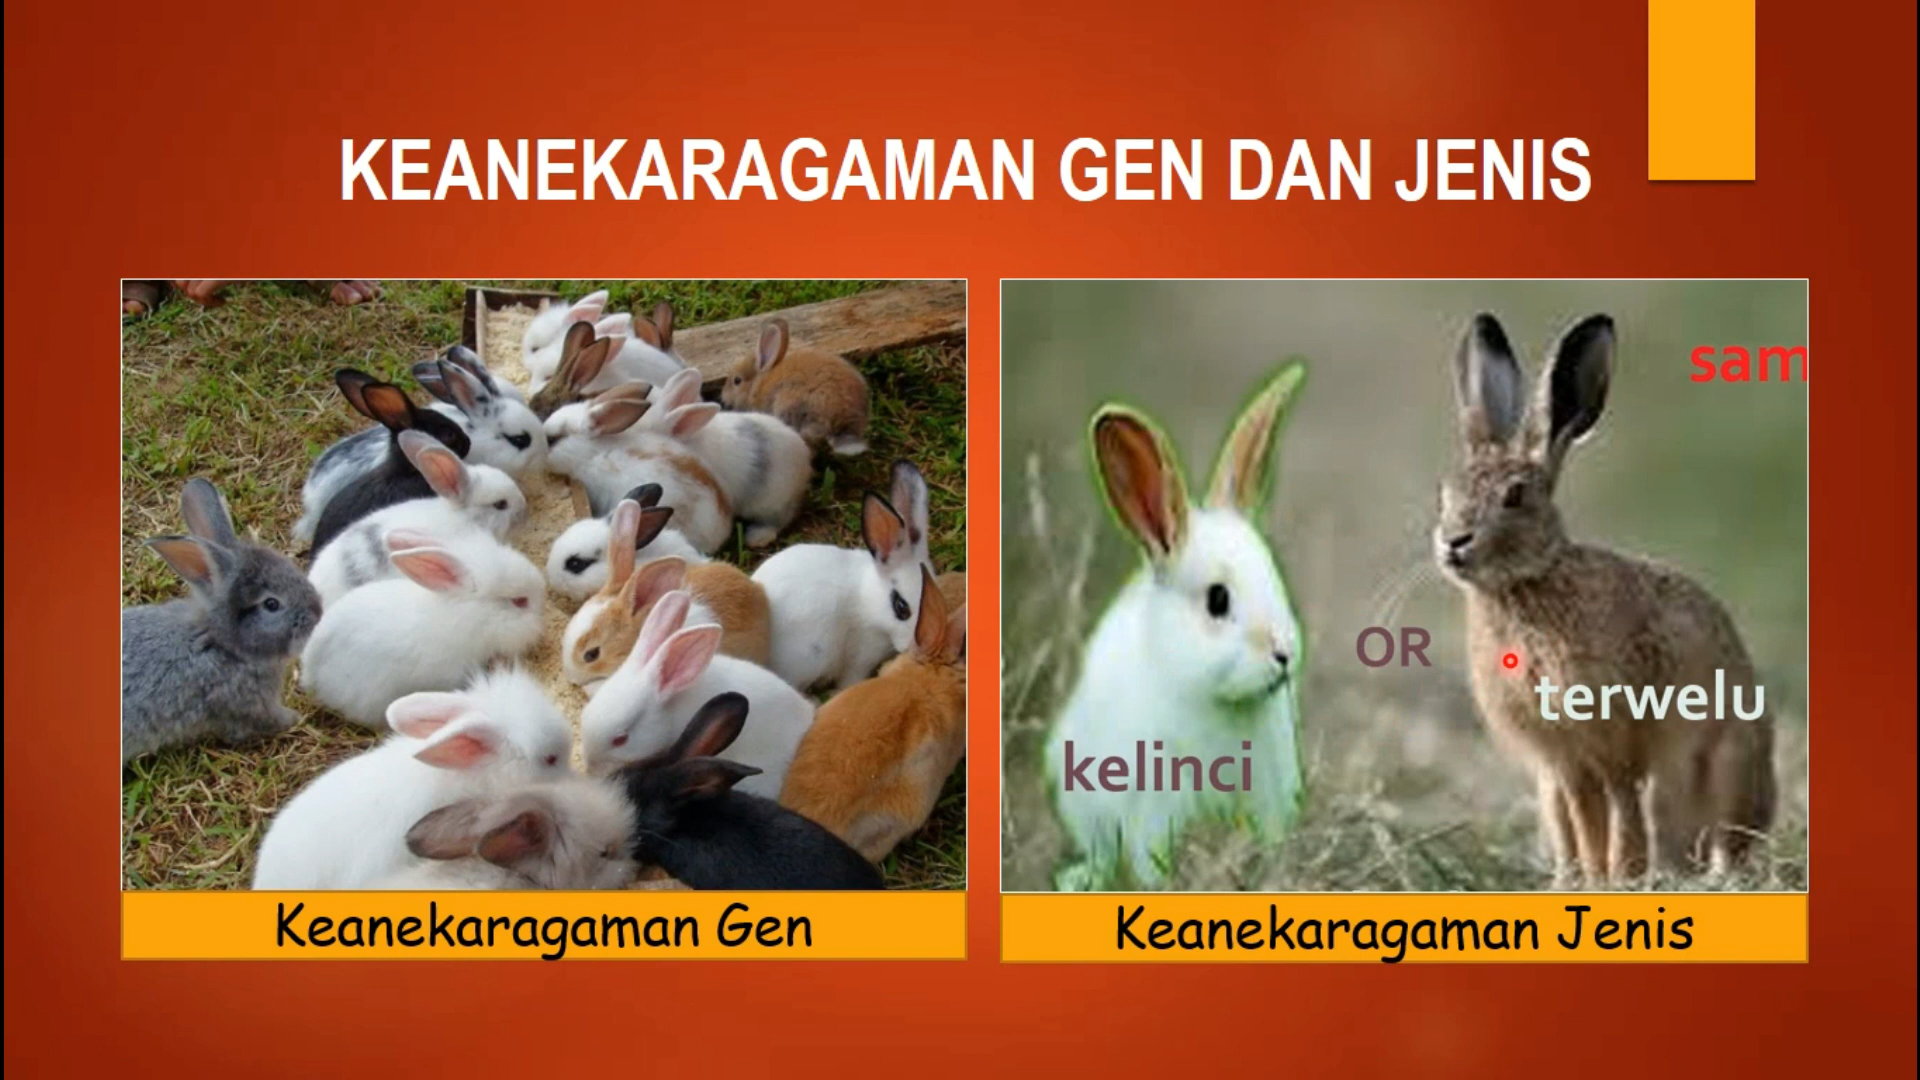 KEANEKARAGAMAN GEN DAN JENIS
sam
OR
terwelu
kelinci
Keanekaragaman Gen
Keanekaragaman Jenis